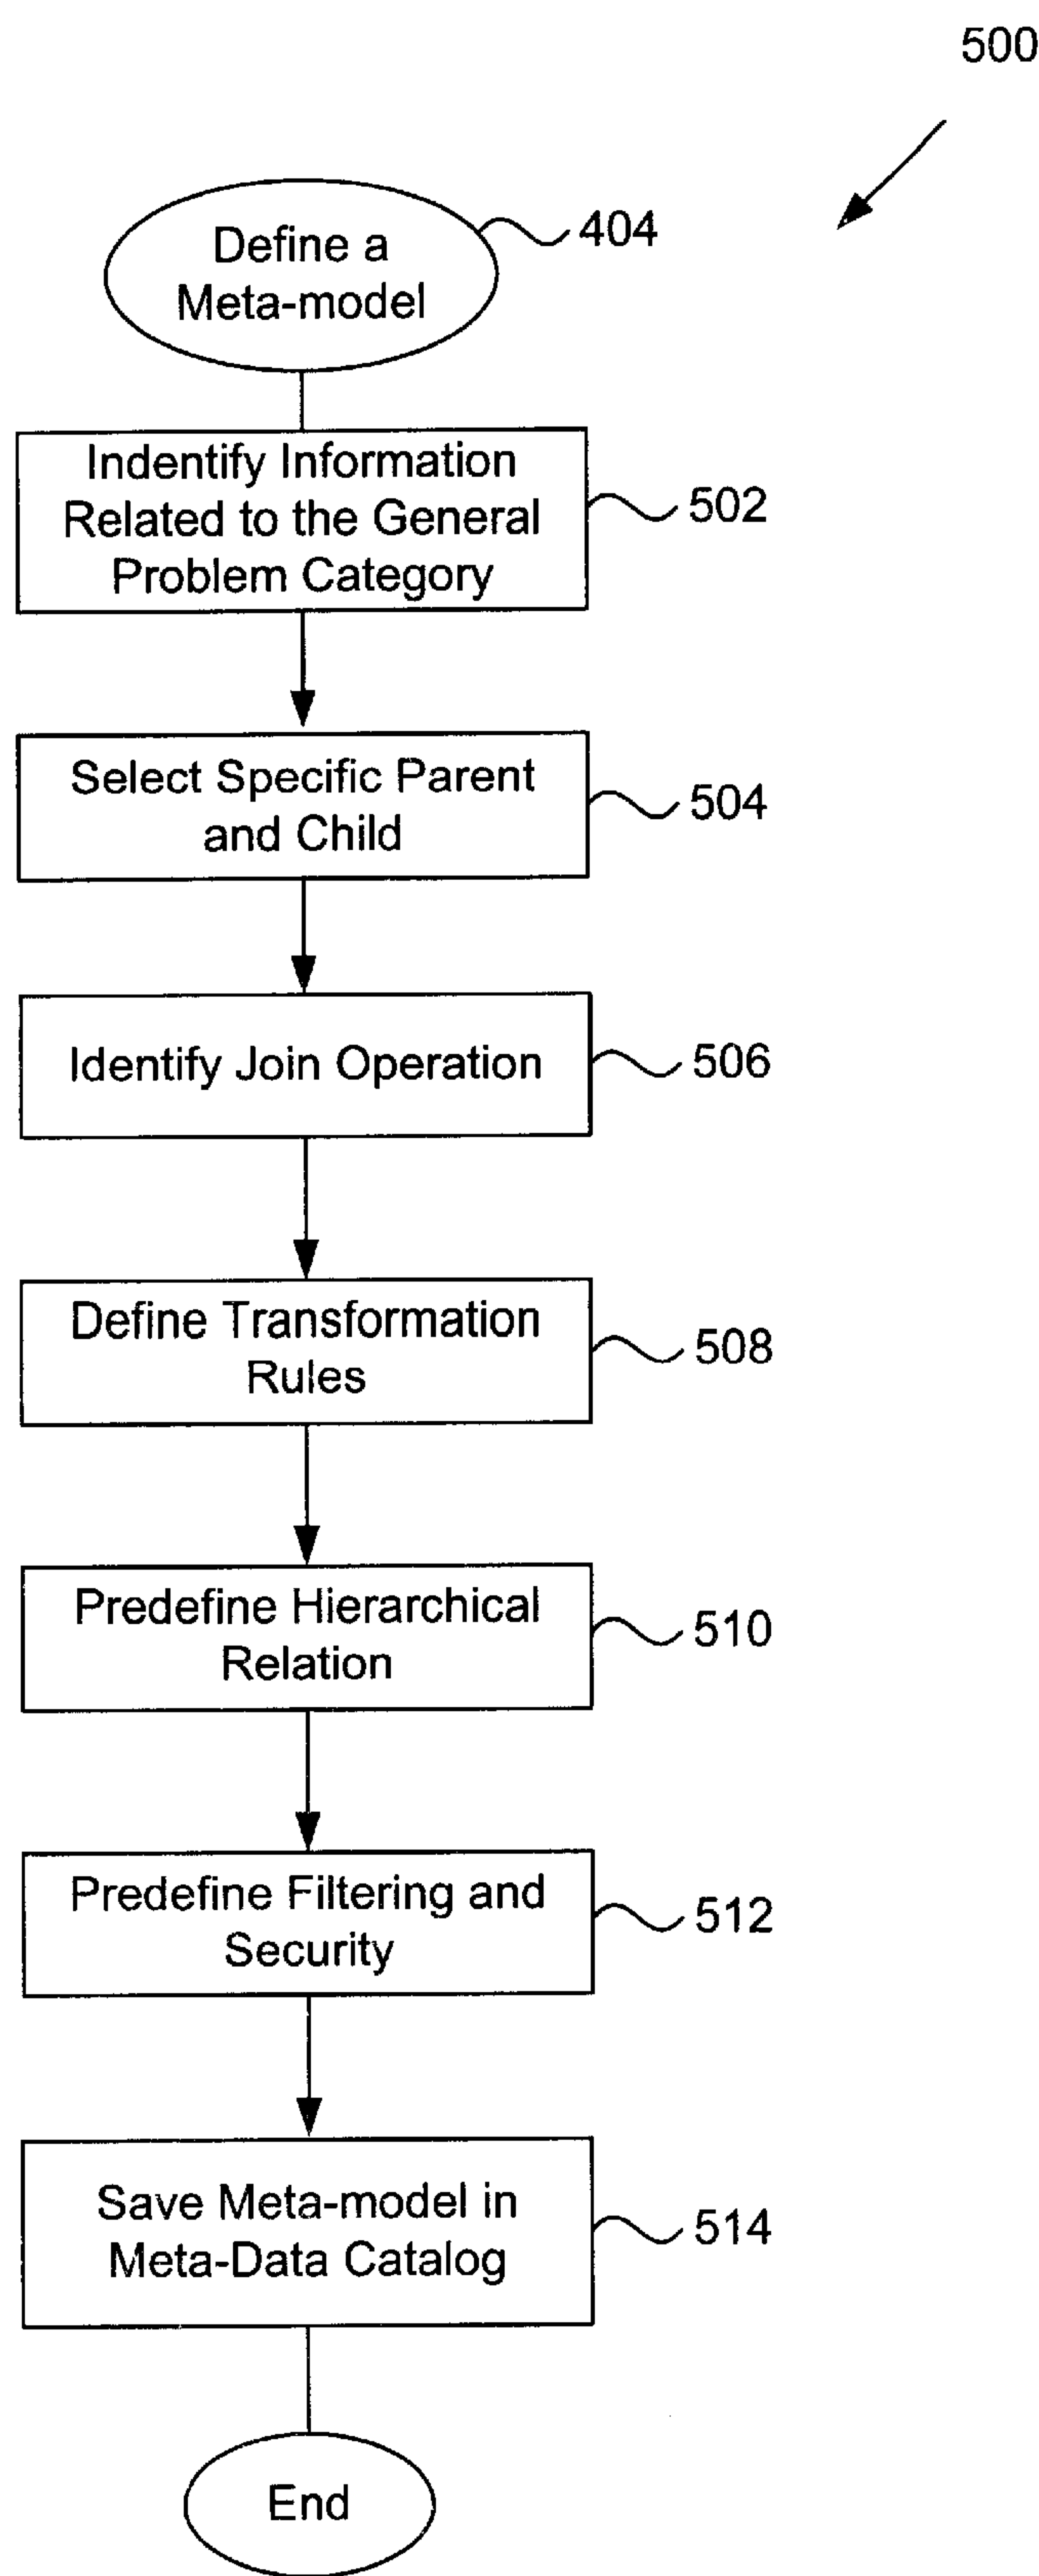 500
Define a
Meta-model
404
Indentify Information
Related to the General
Problem Category
502
Select Specific Parent
and Child
504
Identify Join Operation
506
Define Transformation
Rules
508
Predefine Hierarchical
Relation
510
Predefine Filtering and
Security
512
Save Meta-model in
Meta-Data Catalog
514
End